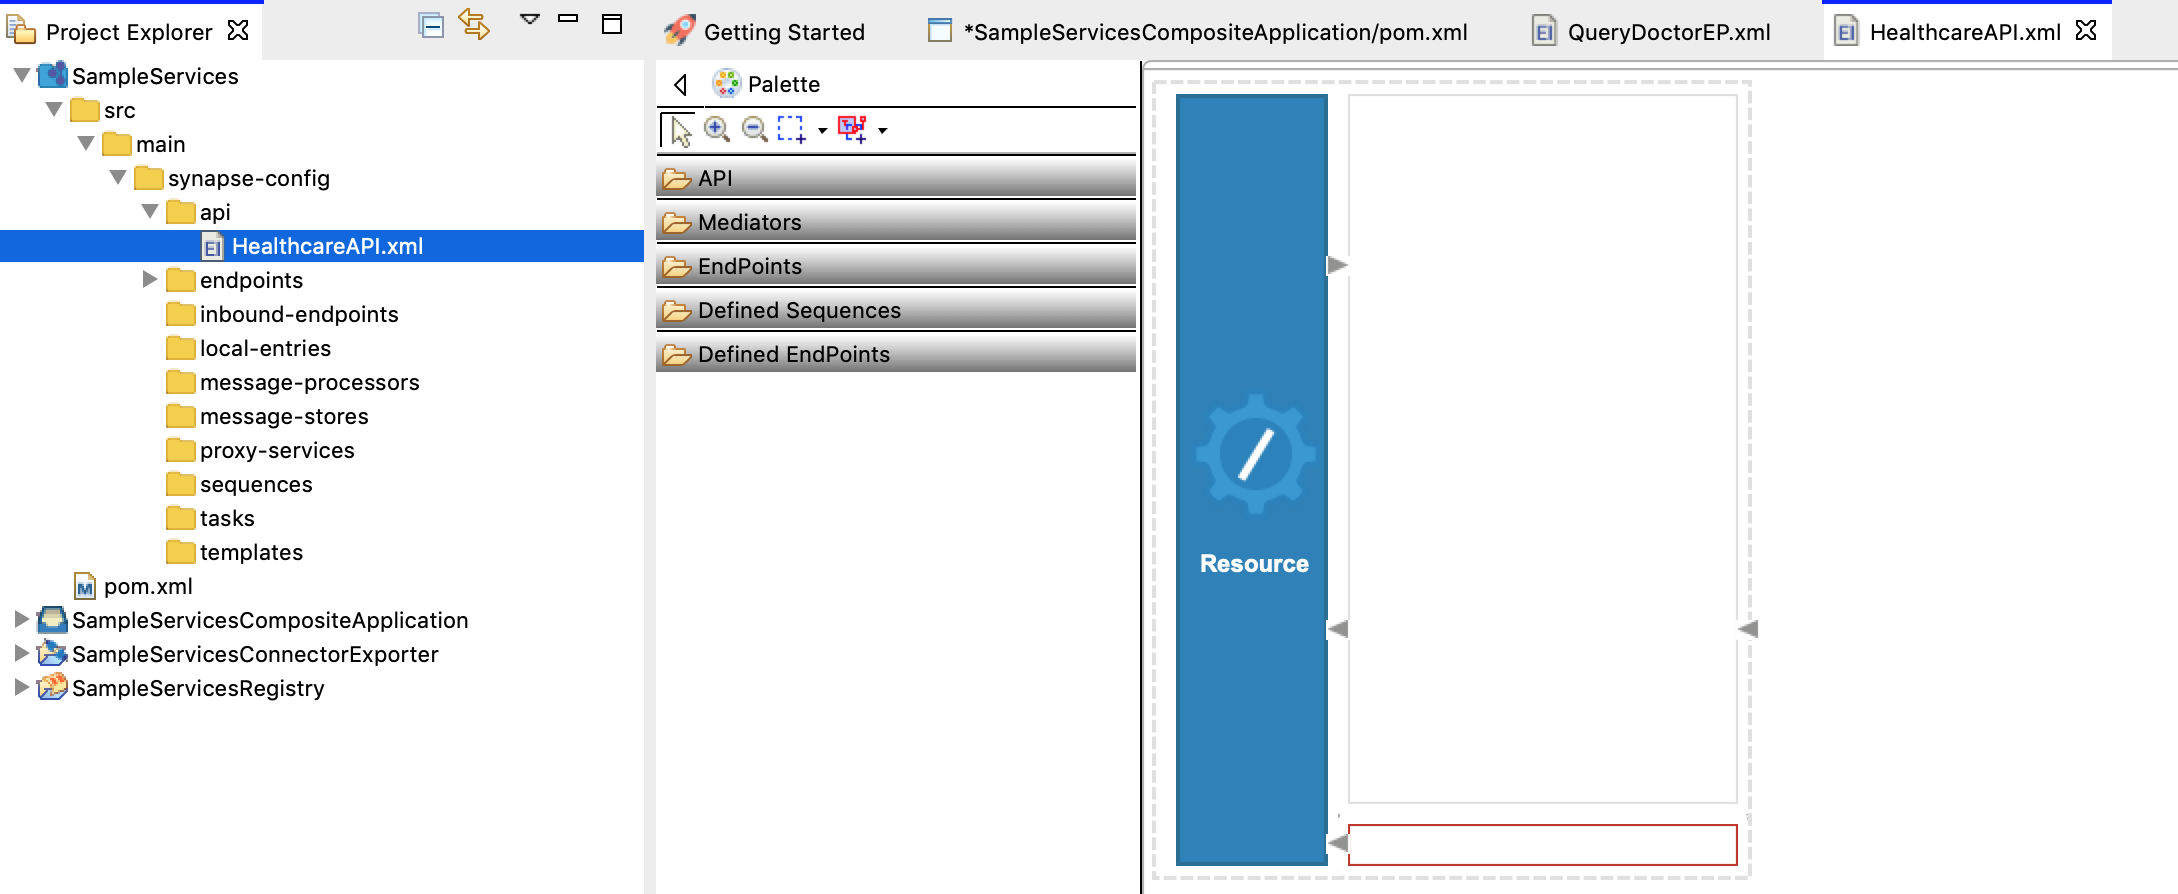 Project Explorer
Getting Started
*SampleServicesCompositeApplication/pom.xml
QueryDoctorEP.xml
HealthcareAPI.xml
SampleServices
src
main
synapse-config
api
HealthcareAPI.xml
endpoints
inbound-endpoints
local-entries
message-processors
message-stores
proxy-services
sequences
tasks
templates
pom.xml
SampleServicesCompositeApplication
SampleServicesConnectorExporter
SampleServicesRegistry
Palette
API
Mediators
EndPoints
Defined Sequences
Defined EndPoints
Resource